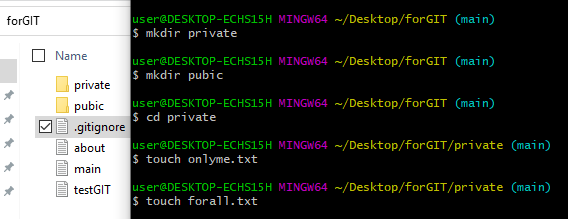 forGIT
Name
private
pubic
.gitignore
about
main
testGIT
user@DESKTOP-ECHS15H MINGW64 ~/Desktop/forGIT (main)
$ mkdir private
user@DESKTOP-ECHS15H MINGW64 ~/Desktop/forGIT (main)
$ mkdir pubic
user@DESKTOP-ECHS15H MINGW64 ~/Desktop/forGIT (main)
$ cd private
user@DESKTOP-ECHS15H MINGW64 ~/Desktop/forGIT/private (main)
$ touch onlyme.txt
user@DESKTOP-ECHS15H MINGW64 ~/Desktop/forGIT/private (main)
$ touch forall.txt